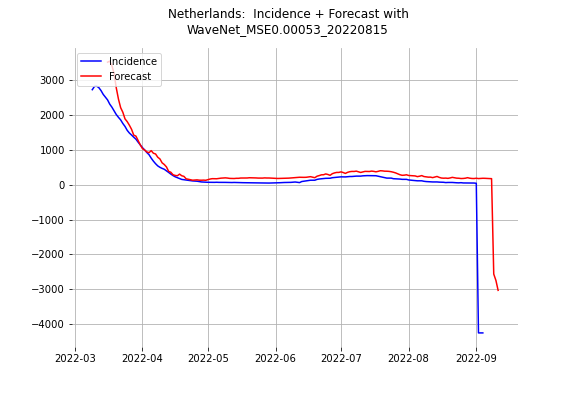 Netherlands:  Incidence + Forecast with
WaveNet_MSE0.00053_20220815
Incidence
Forecast
3000
2000
1000
0
−1000
−2000
−3000
−4000
2022-03 2022-04 2022-05 2022-06 2022-07 2022-08 2022-09